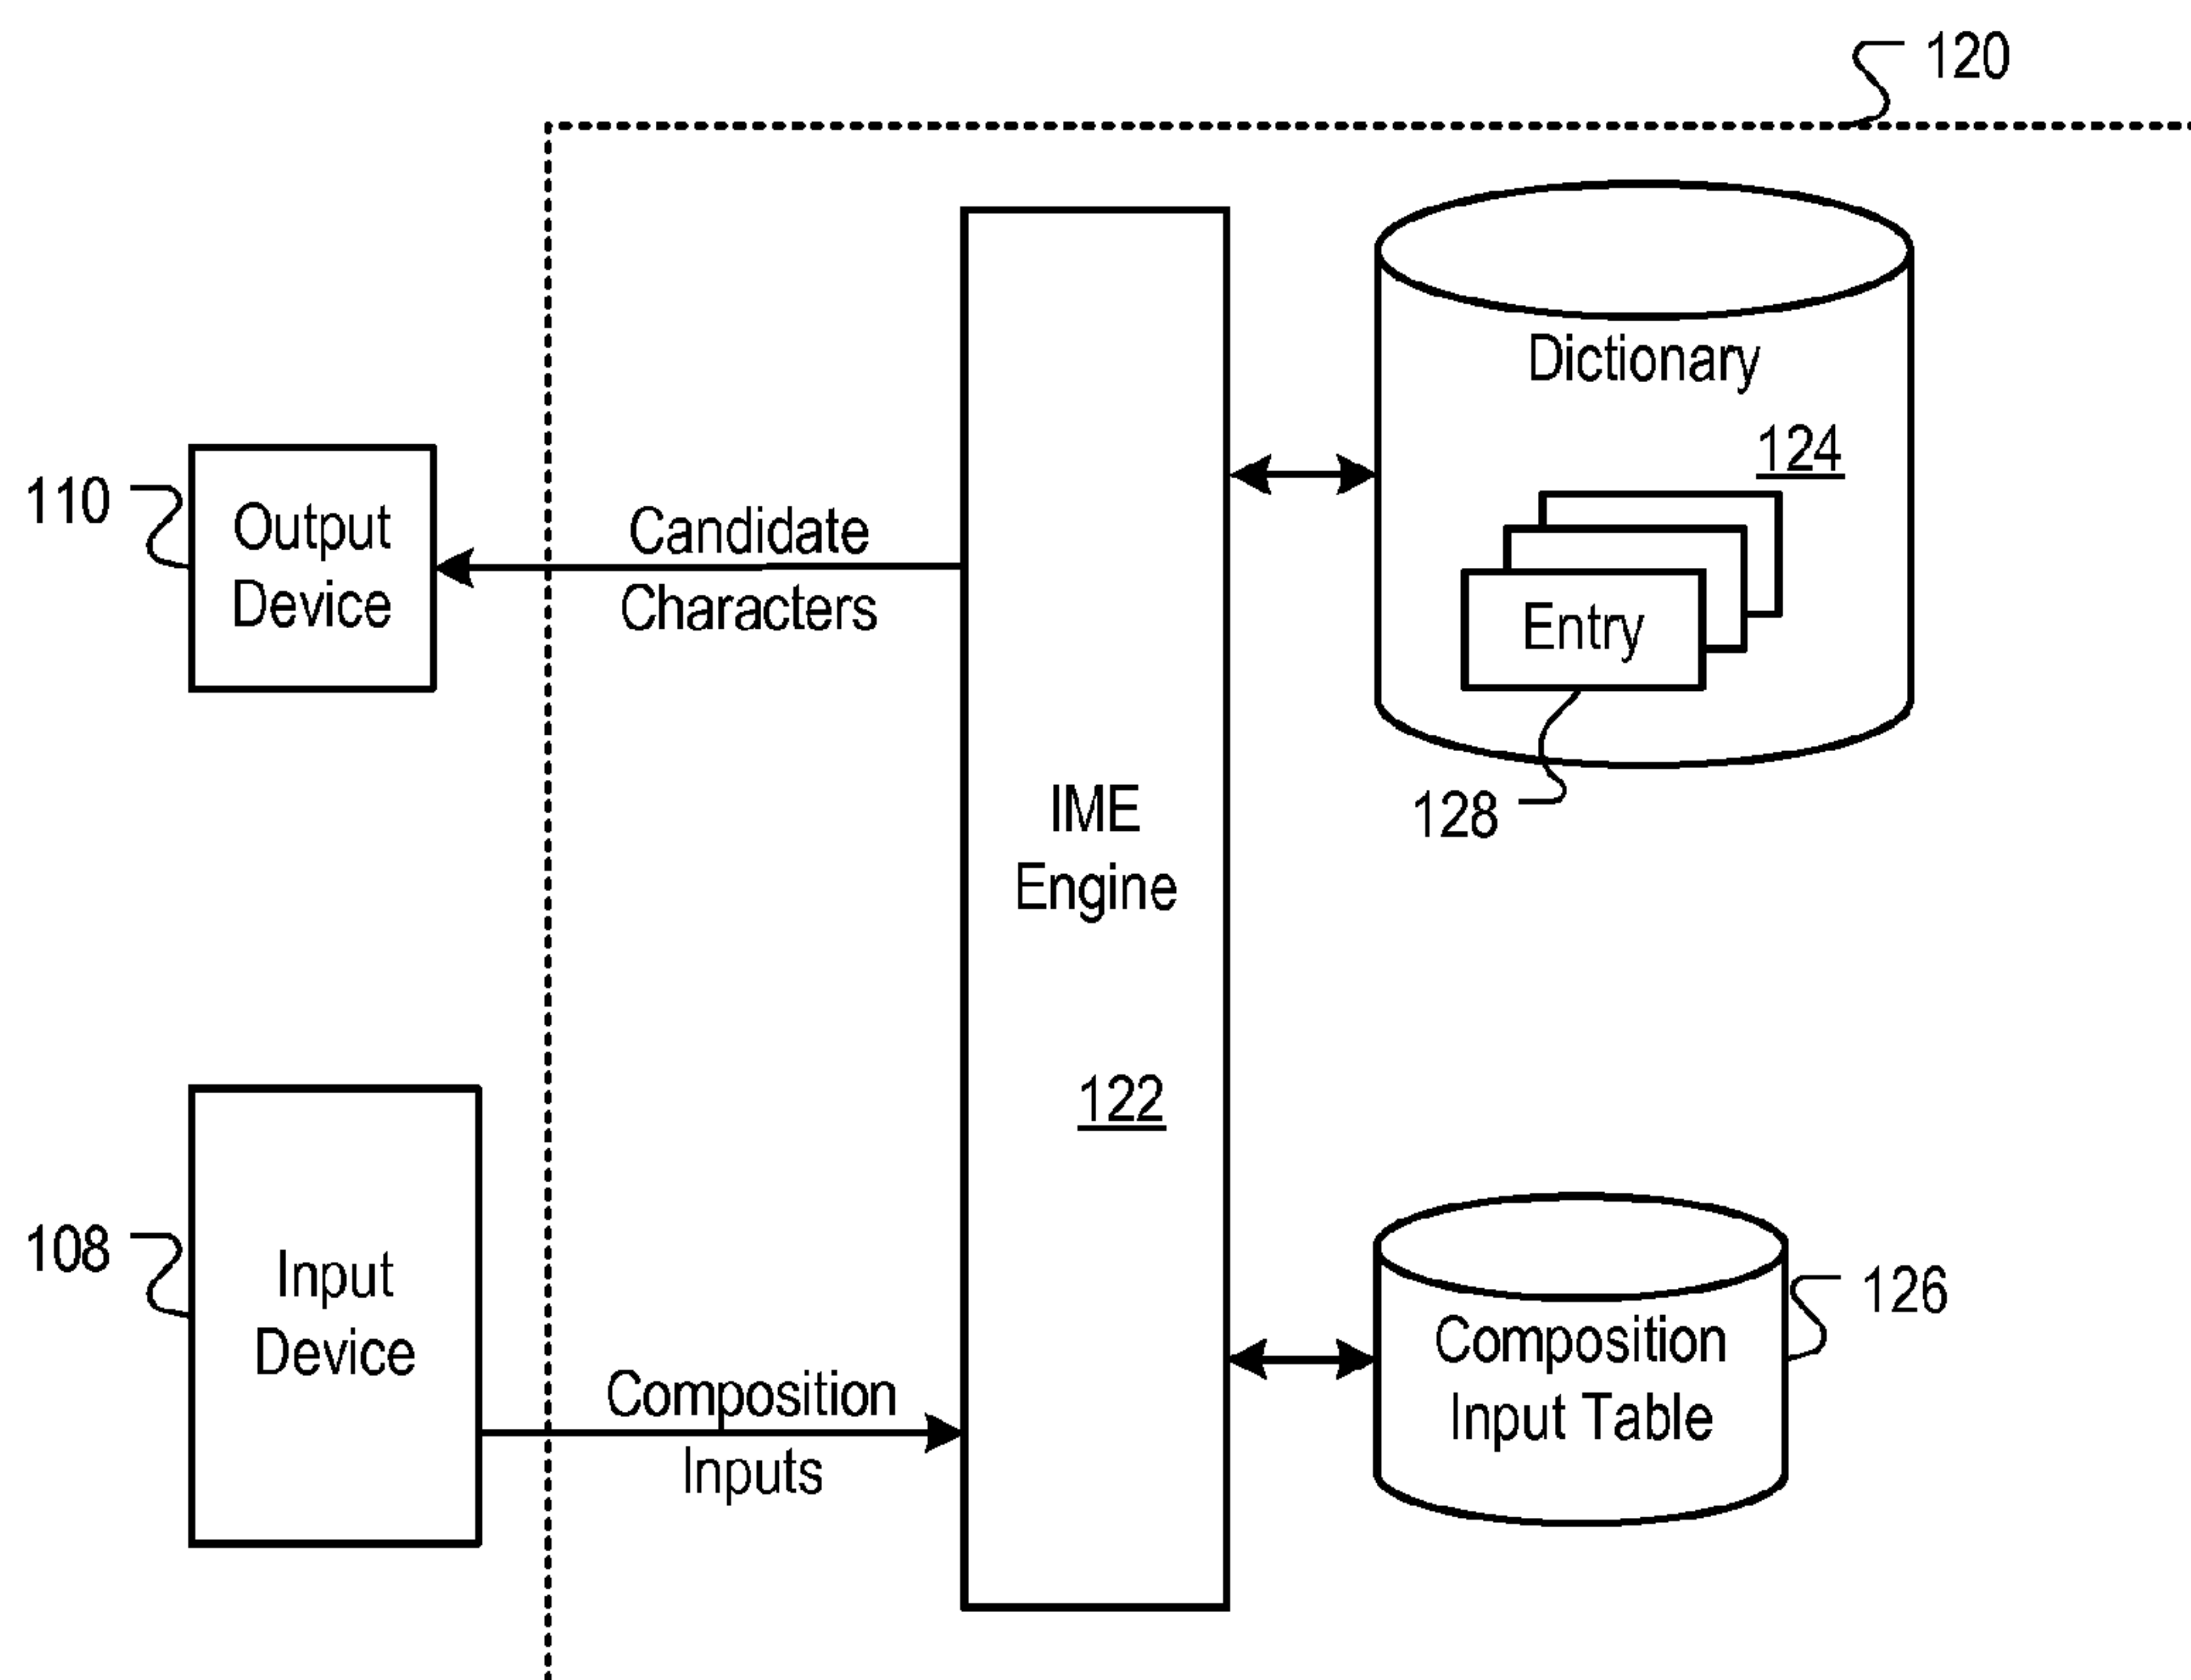 120
Dictionary
124
110
Output
Device
Candidate
Characters
Entry
128
IME
Engine
122
108
Input
Device
Composition
Inputs
126
Composition
Input Table